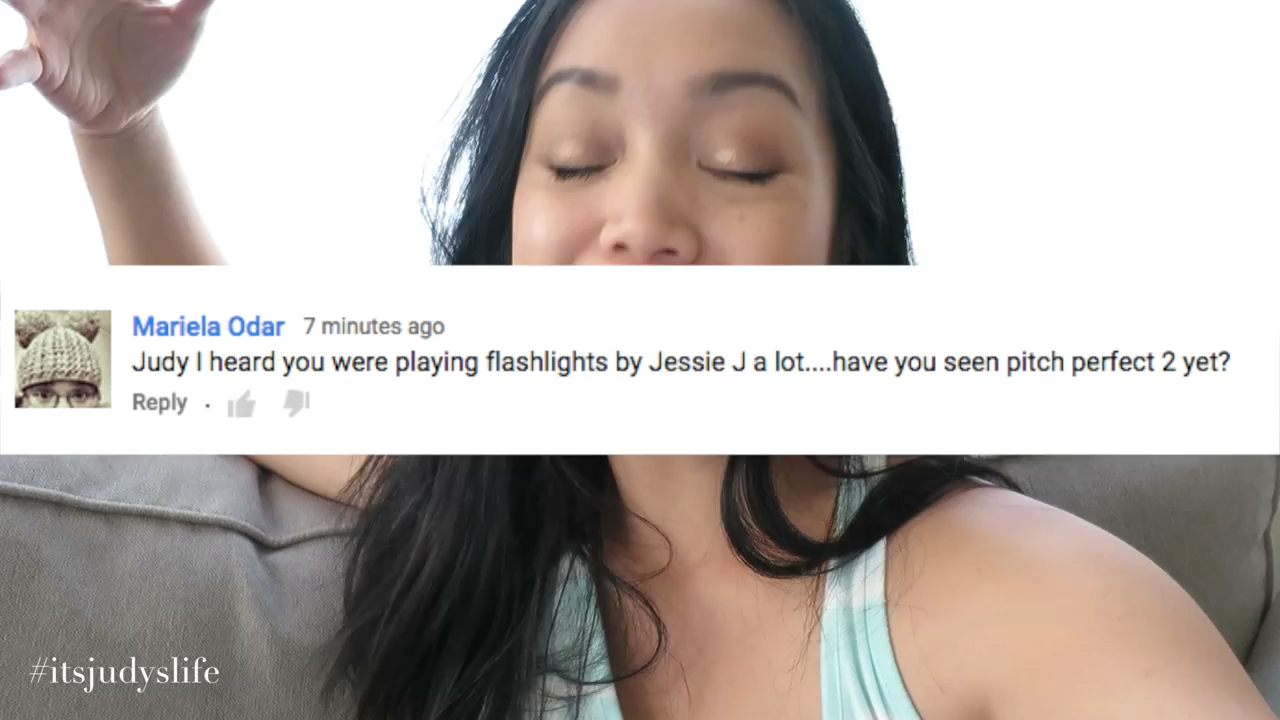 Mariela Odar 7 minutes ago
Judy I heard you were playing flashlights by Jessie J a lot....have you seen pitch perfect 2 yet?
Reply ·
#itsjudyslife